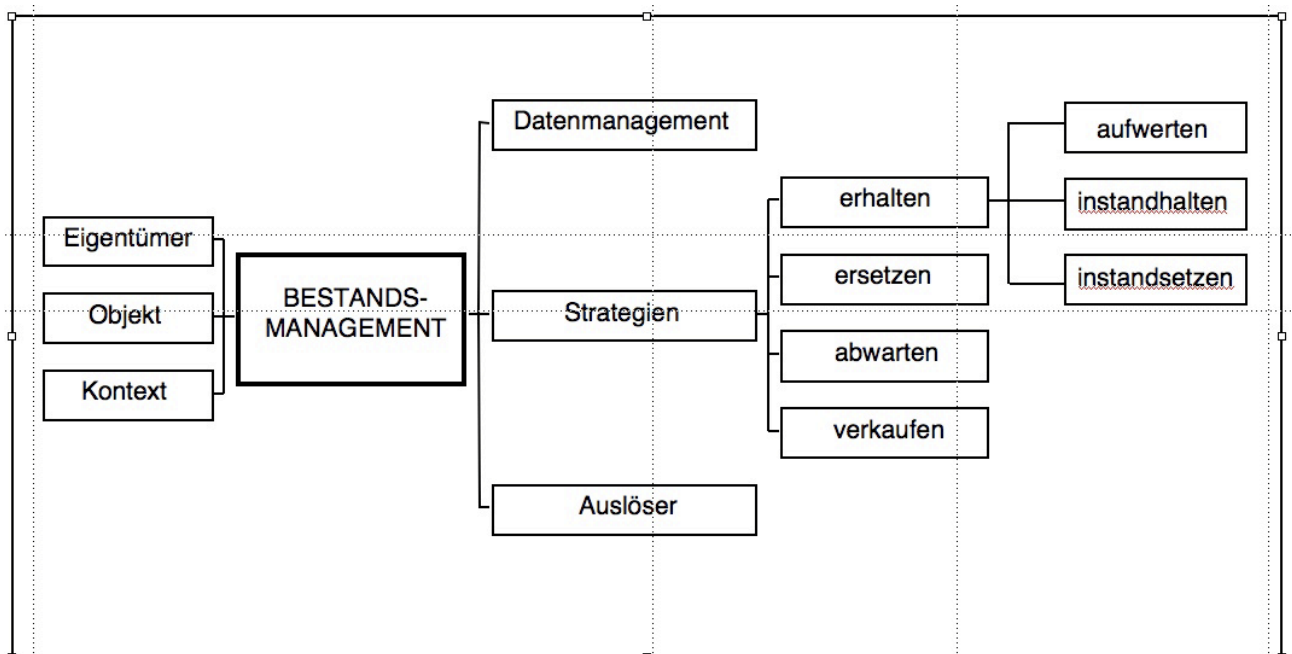 Eigentümer
Objekt
Kontext
BESTANDS-
MANAGEMENT
Datenmanagement
Strategien
Auslöser
erhalten
ersetzen
abwarten
verkaufen
aufwerten
instandhalten
instandsetzen